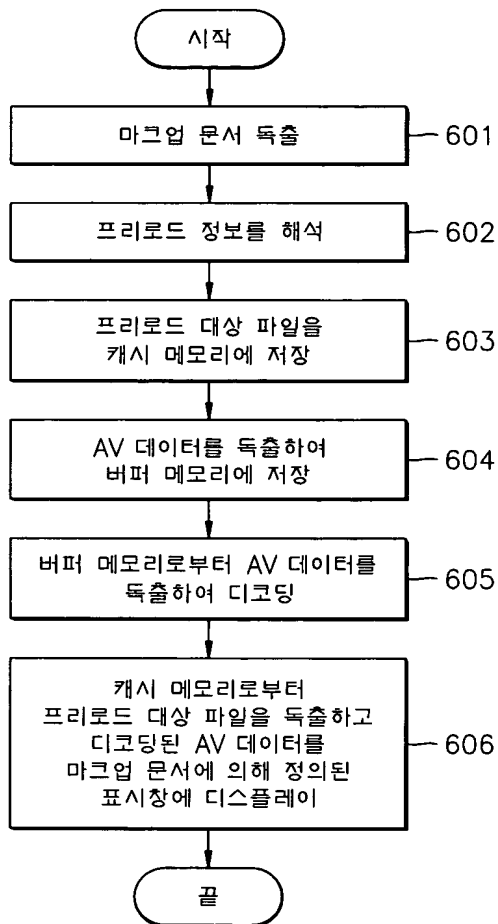 시작
마크업 문서 독출
601
프리로드 정보를 해석
602
프리로드 대상 파일을
캐시 메모리에 저장
603
AV 데이터를 독출하여
버퍼 메모리에 저장
604
버퍼 메모리로부터 AV 데이터를
독출하여 디코딩
605
캐시 메모리로부터
프리로드 대상 파일을 독출하고
디코딩된 AV 데이터를
마크업 문서에 의해 정의된
표시창에 디스플레이
606
끝